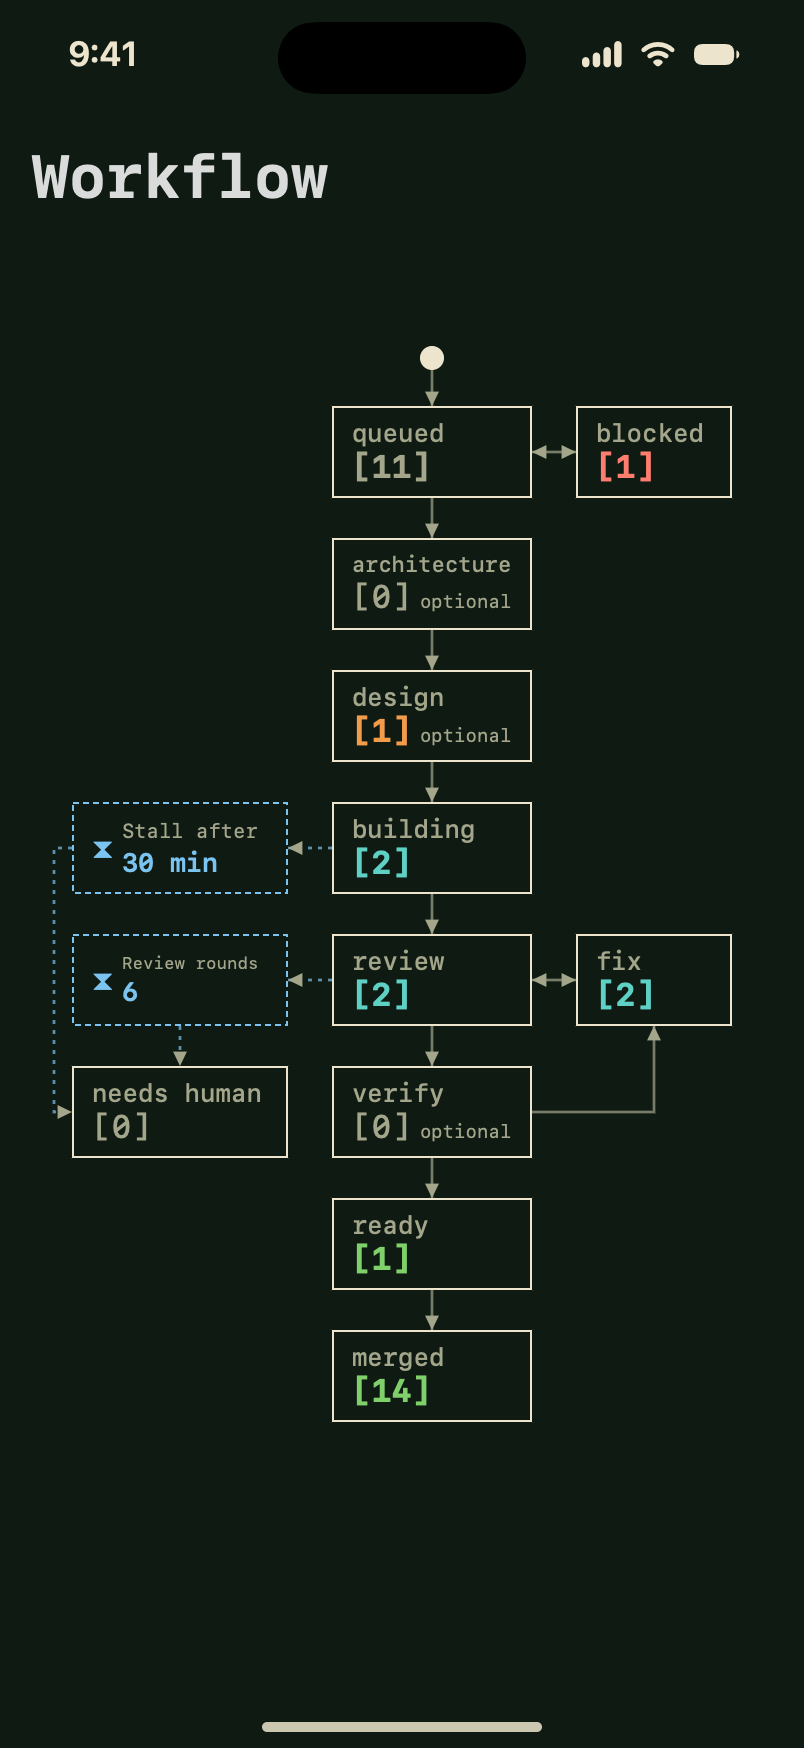 9:41
Workflow
queued
[11]
blocked
[1]
architecture
[0] optional
design
[1] optional
Stall after
30 min
building
[2]
Review rounds
6
review
[2]
fix
[2]
needs human
[0]
verify
[0] optional
ready
[1]
merged
[14]